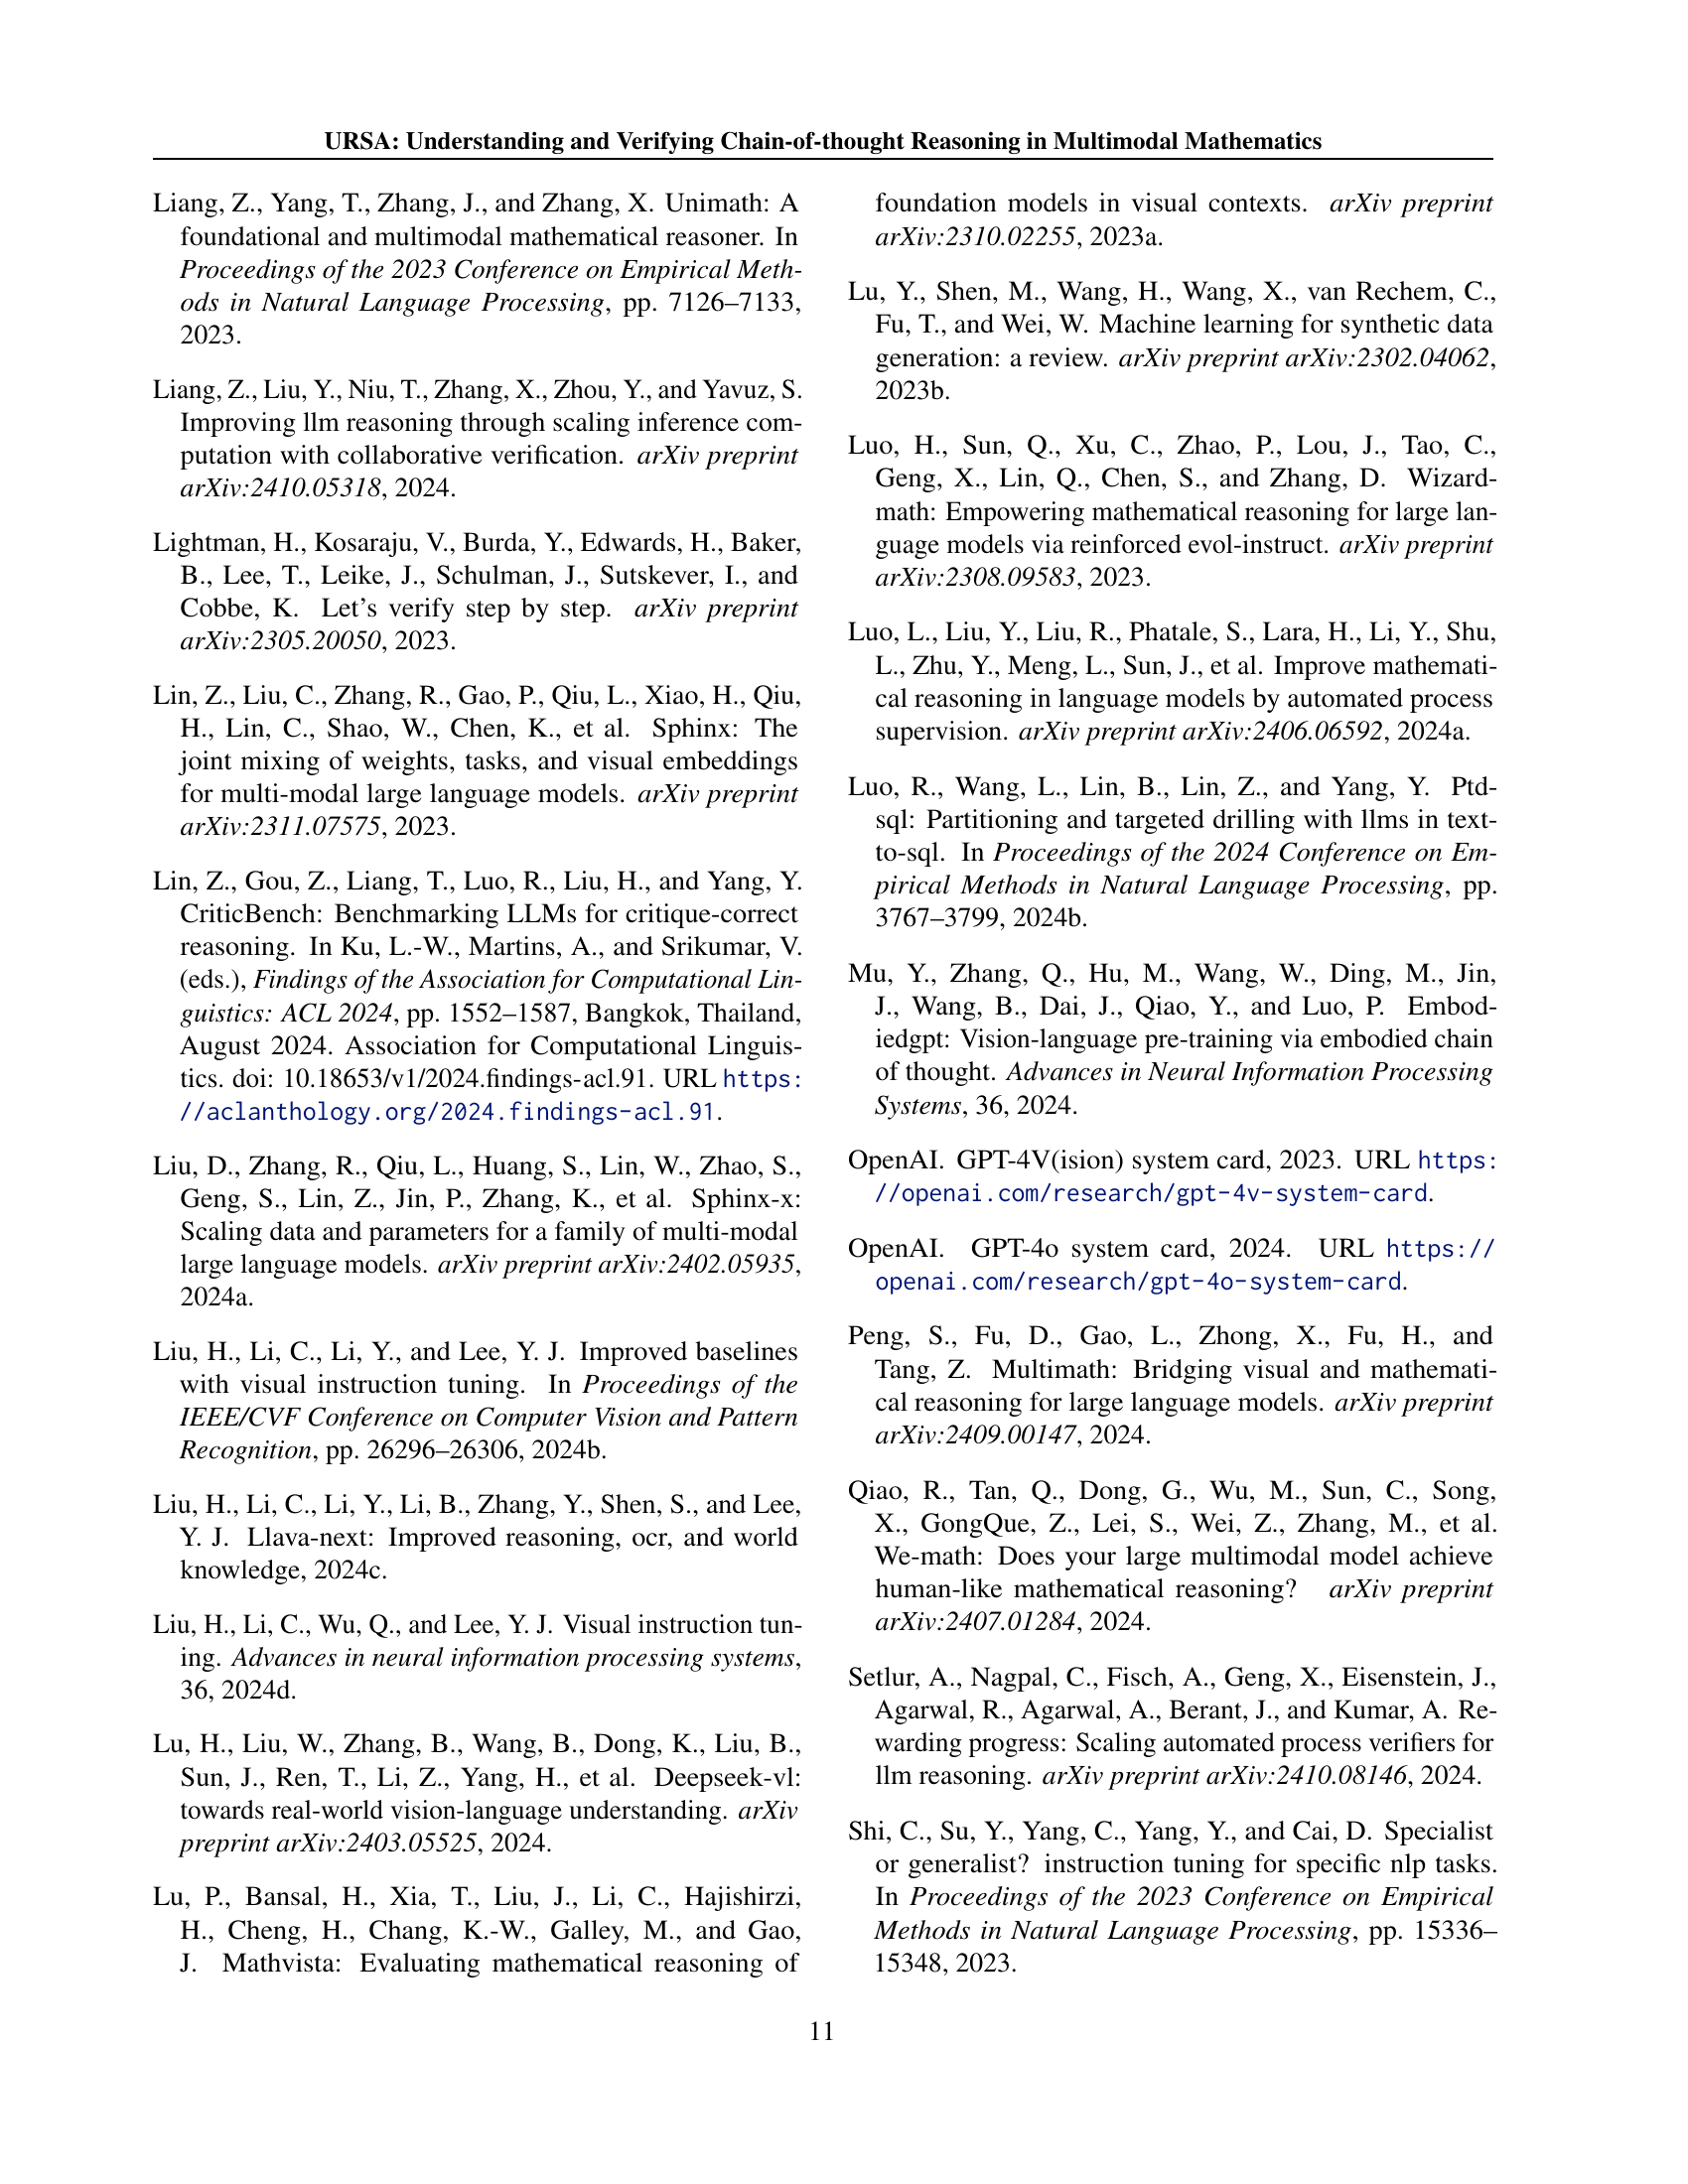 URSA: Understanding and Verifying Chain-of-thought Reasoning in Multimodal Mathematics
Liang, Z., Yang, T., Zhang, J., and Zhang, X. Unimath: A
foundational and multimodal mathematical reasoner. In
Proceedings of the 2023 Conference on Empirical Meth-
ods in Natural Language Processing, pp. 7126–7133,
2023.
Liang, Z., Liu, Y., Niu, T., Zhang, X., Zhou, Y., and Yavuz, S.
Improving llm reasoning through scaling inference com-
putation with collaborative verification. arXiv preprint
arXiv:2410.05318, 2024.
Lightman, H., Kosaraju, V., Burda, Y., Edwards, H., Baker,
B., Lee, T., Leike, J., Schulman, J., Sutskever, I., and
Cobbe, K. Let’s verify step by step. arXiv preprint
arXiv:2305.20050, 2023.
Lin, Z., Liu, C., Zhang, R., Gao, P., Qiu, L., Xiao, H., Qiu,
H., Lin, C., Shao, W., Chen, K., et al. Sphinx: The
joint mixing of weights, tasks, and visual embeddings
for multi-modal large language models. arXiv preprint
arXiv:2311.07575, 2023.
Lin, Z., Gou, Z., Liang, T., Luo, R., Liu, H., and Yang, Y.
CriticBench: Benchmarking LLMs for critique-correct
reasoning. In Ku, L.-W., Martins, A., and Srikumar, V.
(eds.), Findings of the Association for Computational Lin-
guistics: ACL 2024, pp. 1552–1587, Bangkok, Thailand,
August 2024. Association for Computational Linguis-
tics. doi: 10.18653/v1/2024.findings-acl.91. URL https:
//aclanthology.org/2024.findings-acl.91.
Liu, D., Zhang, R., Qiu, L., Huang, S., Lin, W., Zhao, S.,
Geng, S., Lin, Z., Jin, P., Zhang, K., et al. Sphinx-x:
Scaling data and parameters for a family of multi-modal
large language models. arXiv preprint arXiv:2402.05935,
2024a.
Liu, H., Li, C., Li, Y., and Lee, Y. J. Improved baselines
with visual instruction tuning. In Proceedings of the
IEEE/CVF Conference on Computer Vision and Pattern
Recognition, pp. 26296–26306, 2024b.
Liu, H., Li, C., Li, Y., Li, B., Zhang, Y., Shen, S., and Lee,
Y. J. Llava-next: Improved reasoning, ocr, and world
knowledge, 2024c.
Liu, H., Li, C., Wu, Q., and Lee, Y. J. Visual instruction tun-
ing. Advances in neural information processing systems,
36, 2024d.
Lu, H., Liu, W., Zhang, B., Wang, B., Dong, K., Liu, B.,
Sun, J., Ren, T., Li, Z., Yang, H., et al. Deepseek-vl:
towards real-world vision-language understanding. arXiv
preprint arXiv:2403.05525, 2024.
Lu, P., Bansal, H., Xia, T., Liu, J., Li, C., Hajishirzi,
H., Cheng, H., Chang, K.-W., Galley, M., and Gao,
J. Mathvista: Evaluating mathematical reasoning of
foundation models in visual contexts. arXiv preprint
arXiv:2310.02255, 2023a.
Lu, Y., Shen, M., Wang, H., Wang, X., van Rechem, C.,
Fu, T., and Wei, W. Machine learning for synthetic data
generation: a review. arXiv preprint arXiv:2302.04062,
2023b.
Luo, H., Sun, Q., Xu, C., Zhao, P., Lou, J., Tao, C.,
Geng, X., Lin, Q., Chen, S., and Zhang, D. Wizard-
math: Empowering mathematical reasoning for large lan-
guage models via reinforced evol-instruct. arXiv preprint
arXiv:2308.09583, 2023.
Luo, L., Liu, Y., Liu, R., Phatale, S., Lara, H., Li, Y., Shu,
L., Zhu, Y., Meng, L., Sun, J., et al. Improve mathemati-
cal reasoning in language models by automated process
supervision. arXiv preprint arXiv:2406.06592, 2024a.
Luo, R., Wang, L., Lin, B., Lin, Z., and Yang, Y. Ptd-
sql: Partitioning and targeted drilling with llms in text-
to-sql. In Proceedings of the 2024 Conference on Em-
pirical Methods in Natural Language Processing, pp.
3767–3799, 2024b.
Mu, Y., Zhang, Q., Hu, M., Wang, W., Ding, M., Jin,
J., Wang, B., Dai, J., Qiao, Y., and Luo, P. Embod-
iedgpt: Vision-language pre-training via embodied chain
of thought. Advances in Neural Information Processing
Systems, 36, 2024.
OpenAI. GPT-4V(ision) system card, 2023. URL https:
//openai.com/research/gpt-4v-system-card.
OpenAI. GPT-4o system card, 2024. URL https://
openai.com/research/gpt-4o-system-card.
Peng, S., Fu, D., Gao, L., Zhong, X., Fu, H., and
Tang, Z. Multimath: Bridging visual and mathemati-
cal reasoning for large language models. arXiv preprint
arXiv:2409.00147, 2024.
Qiao, R., Tan, Q., Dong, G., Wu, M., Sun, C., Song,
X., GongQue, Z., Lei, S., Wei, Z., Zhang, M., et al.
We-math: Does your large multimodal model achieve
human-like mathematical reasoning? arXiv preprint
arXiv:2407.01284, 2024.
Setlur, A., Nagpal, C., Fisch, A., Geng, X., Eisenstein, J.,
Agarwal, R., Agarwal, A., Berant, J., and Kumar, A. Re-
warding progress: Scaling automated process verifiers for
llm reasoning. arXiv preprint arXiv:2410.08146, 2024.
Shi, C., Su, Y., Yang, C., Yang, Y., and Cai, D. Specialist
or generalist? instruction tuning for specific nlp tasks.
In Proceedings of the 2023 Conference on Empirical
Methods in Natural Language Processing, pp. 15336–
15348, 2023.
11